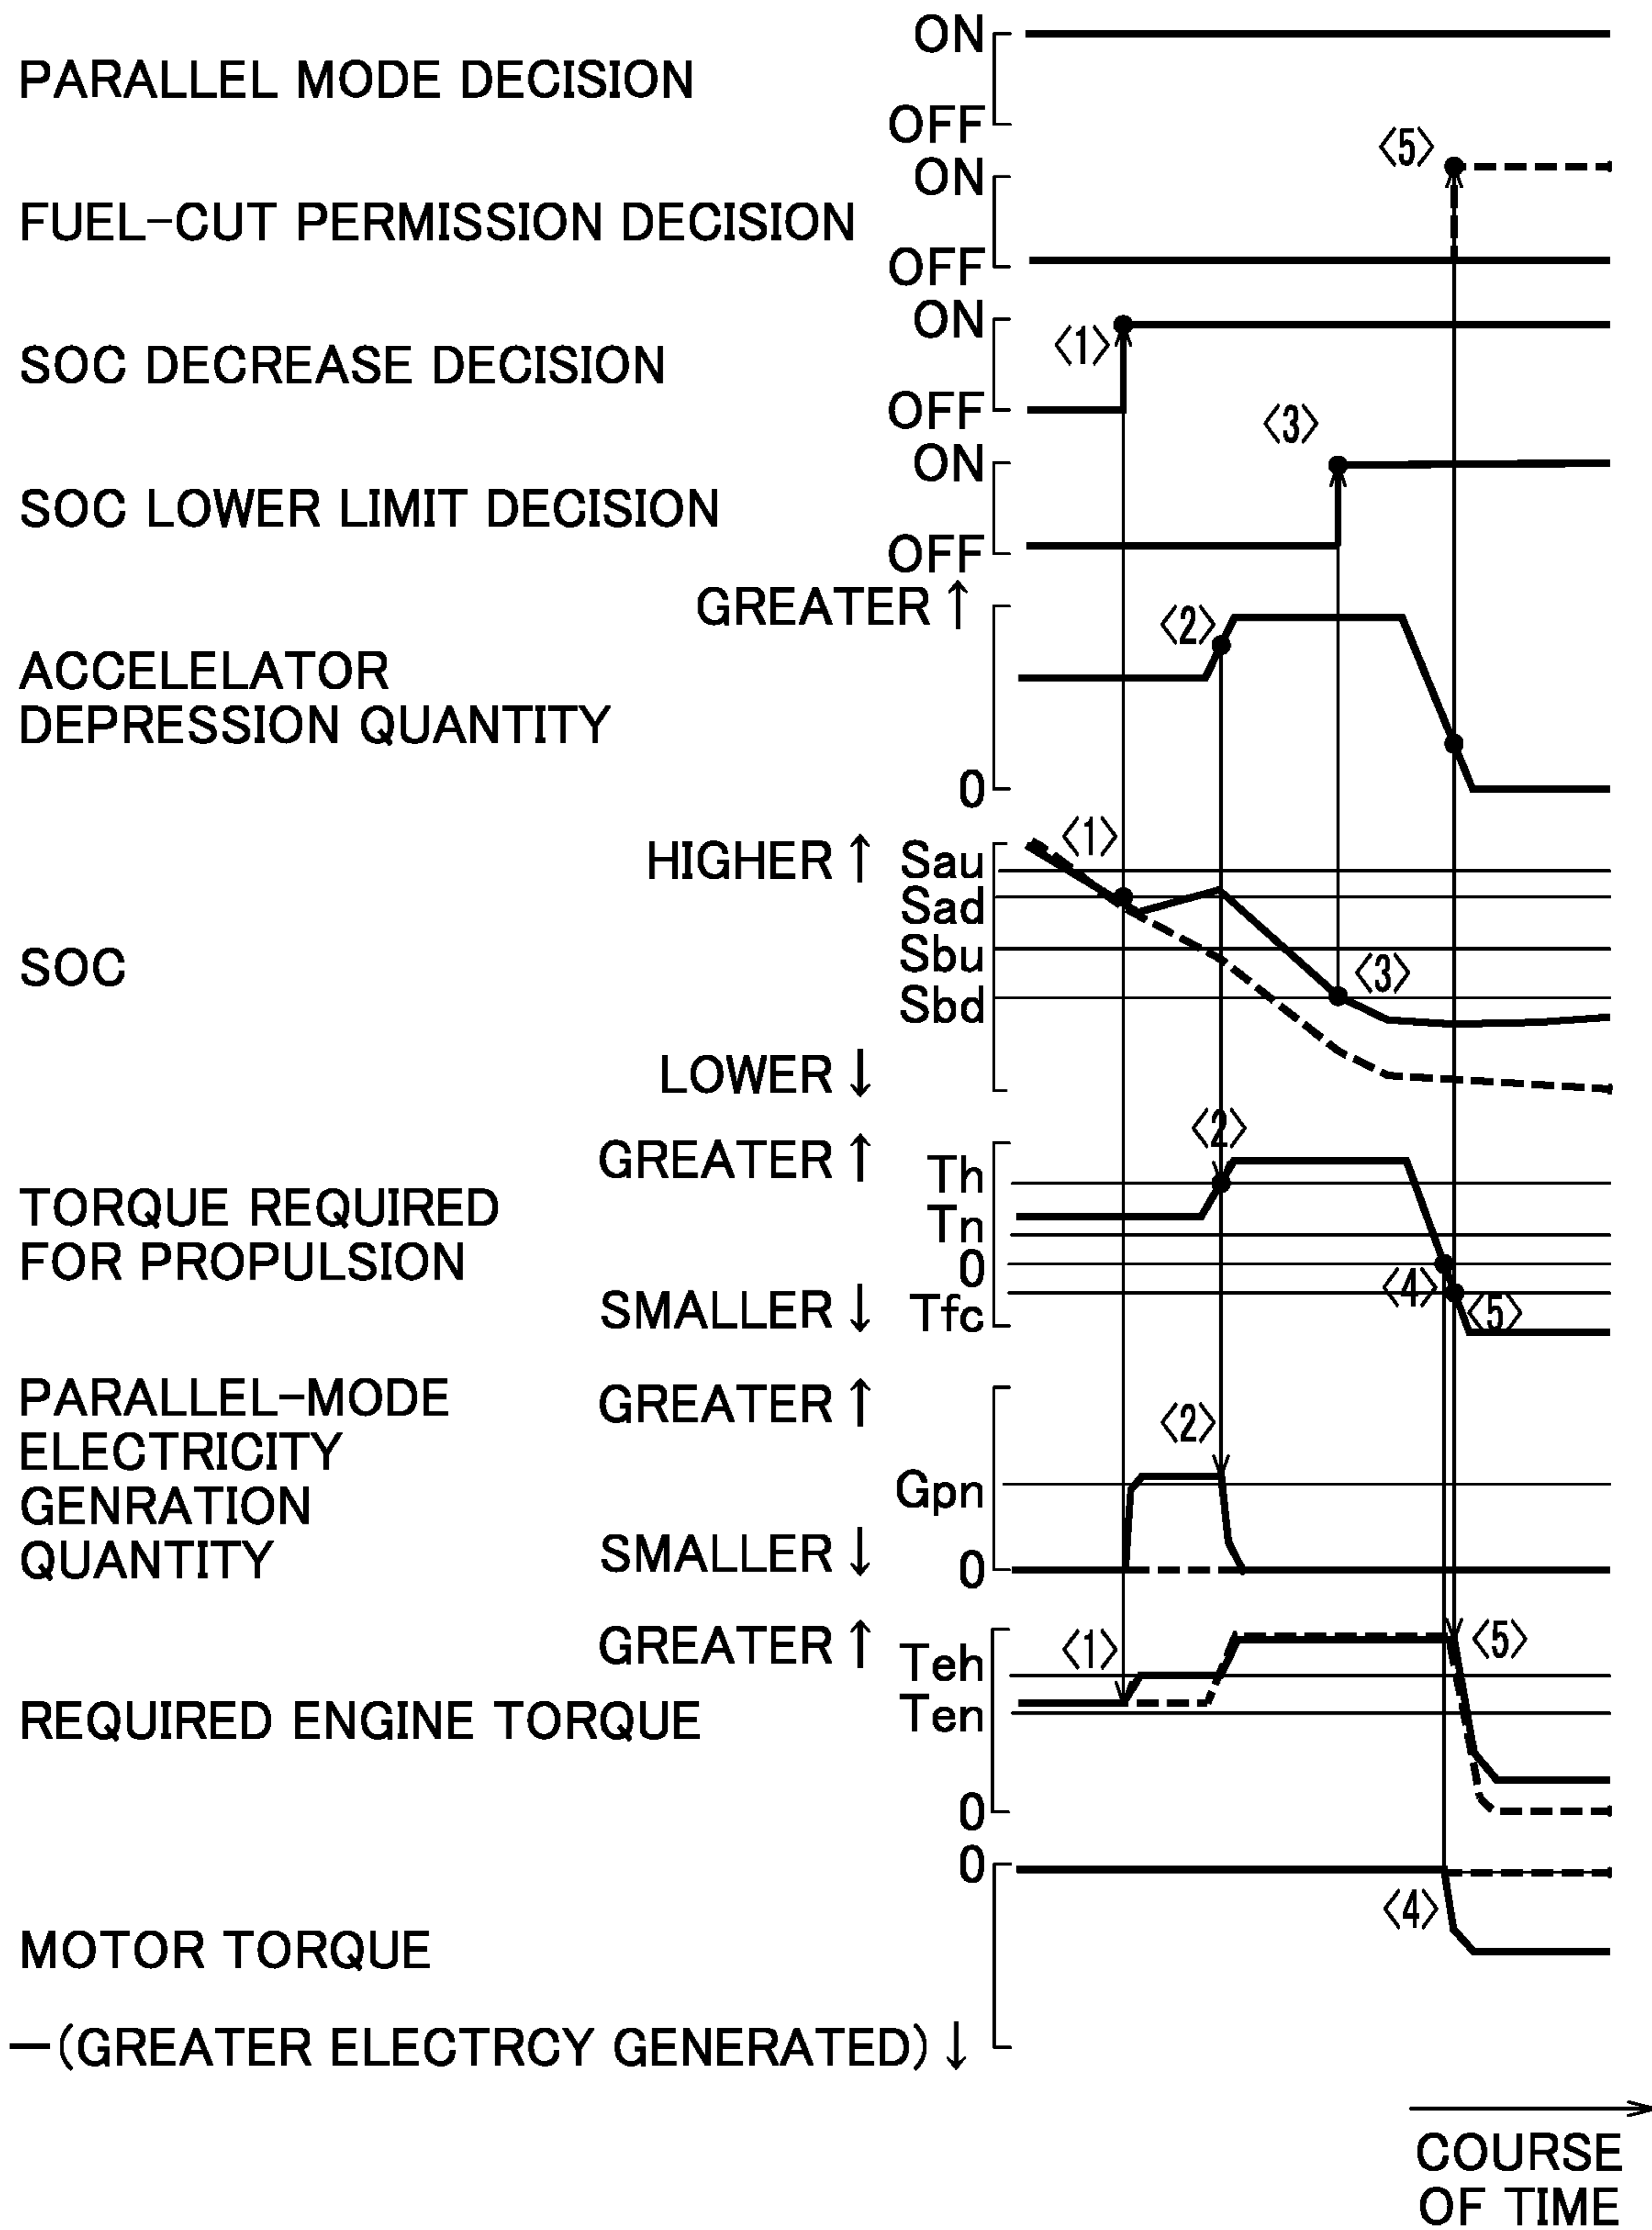 PARALLEL MODE DECISION
ON
OFF
FUEL-CUT PERMISSION DECISION
ON
OFF
〈5〉
SOC DECREASE DECISION
ON
OFF
〈1〉
SOC LOWER LIMIT DECISION
ON
OFF
〈3〉
ACCELELATOR
DEPRESSION QUANTITY
GREATER ↑
0
〈2〉
SOC
HIGHER ↑
LOWER ↓
Sau
Sad
Sbu
Sbd
〈1〉
〈3〉
TORQUE REQUIRED
FOR PROPULSION
GREATER ↑
SMALLER ↓
Th
Tn
0
Tfc
〈2〉
〈4〉
〈5〉
PARALLEL-MODE
ELECTRICITY
GENRATION
QUANTITY
GREATER ↑
SMALLER ↓
Gpn
0
〈2〉
REQUIRED ENGINE TORQUE
GREATER ↑
Teh
Ten
0
〈1〉
〈5〉
MOTOR TORQUE
0
〈4〉
—(GREATER ELECTRCY GENERATED) ↓
COURSE
OF TIME